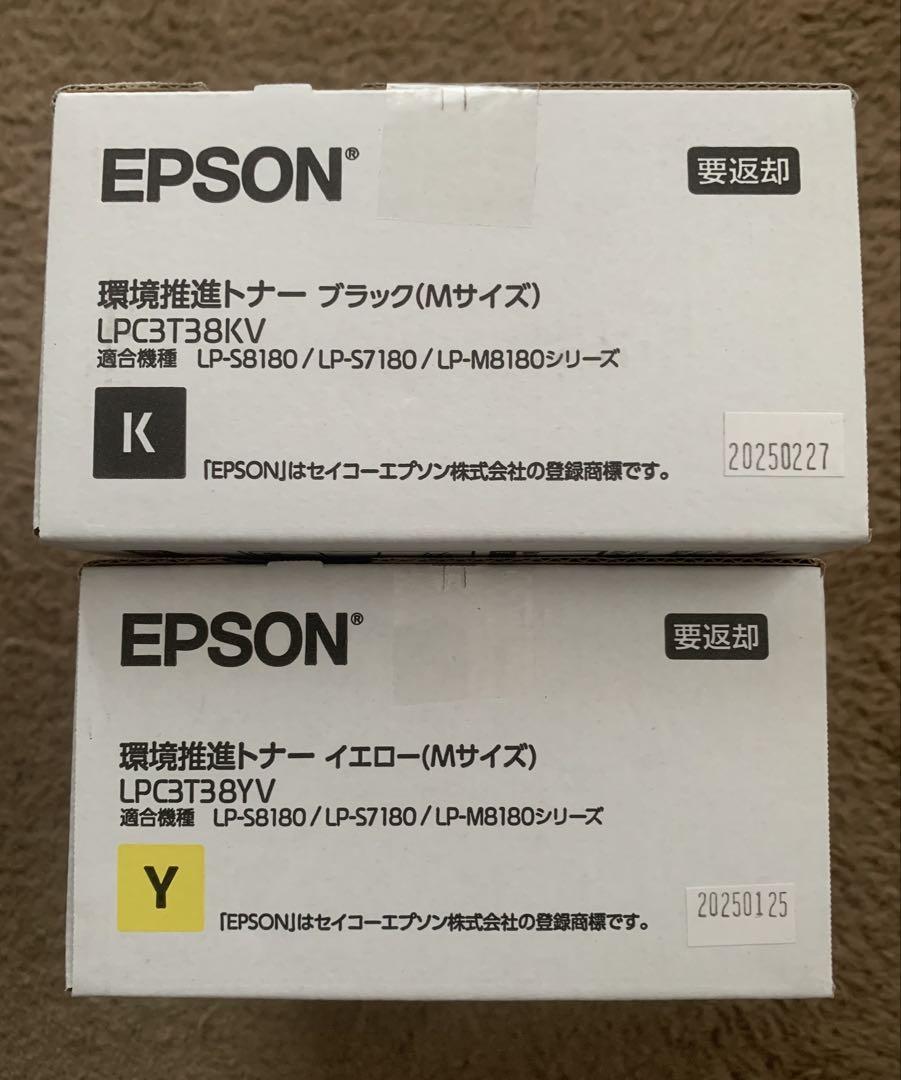 EPSON®
要返却
環境推進トナー ブラック(Mサイズ)
LPC3T38KV
適合機種 LP-S8180/LP-S7180/LP-M8180シリーズ
K
「EPSON」はセイコーエプソン株式会社の登録商標です。
20250227
EPSON®
要返却
環境推進トナー イエロー(Mサイズ)
LPC3T38YV
適合機種 LP-S8180/LP-S7180/LP-M8180シリーズ
Y
「EPSON」はセイコーエプソン株式会社の登録商標です。
20250125